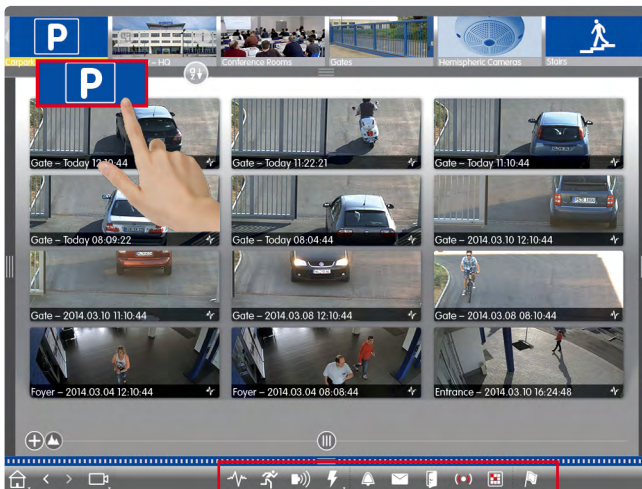 P
Carpark
– HQ
Conference Rooms
Gates
Hemispheric Cameras
Stairs
P
9
Gate – Today 12:10:44
Gate – Today 11:22:21
Gate – Today 11:10:44
Gate – Today 08:09:22
Gate – Today 08:04:44
Gate – 2014.03.10 12:10:44
Gate – 2014.03.10 11:10:44
Gate – 2014.03.08 12:10:44
Gate – 2014.03.08 08:10:44
Foyer – 2014.03.04 12:10:44
Foyer – 2014.03.04 08:08:44
Entrance – 2014.03.10 16:24:48